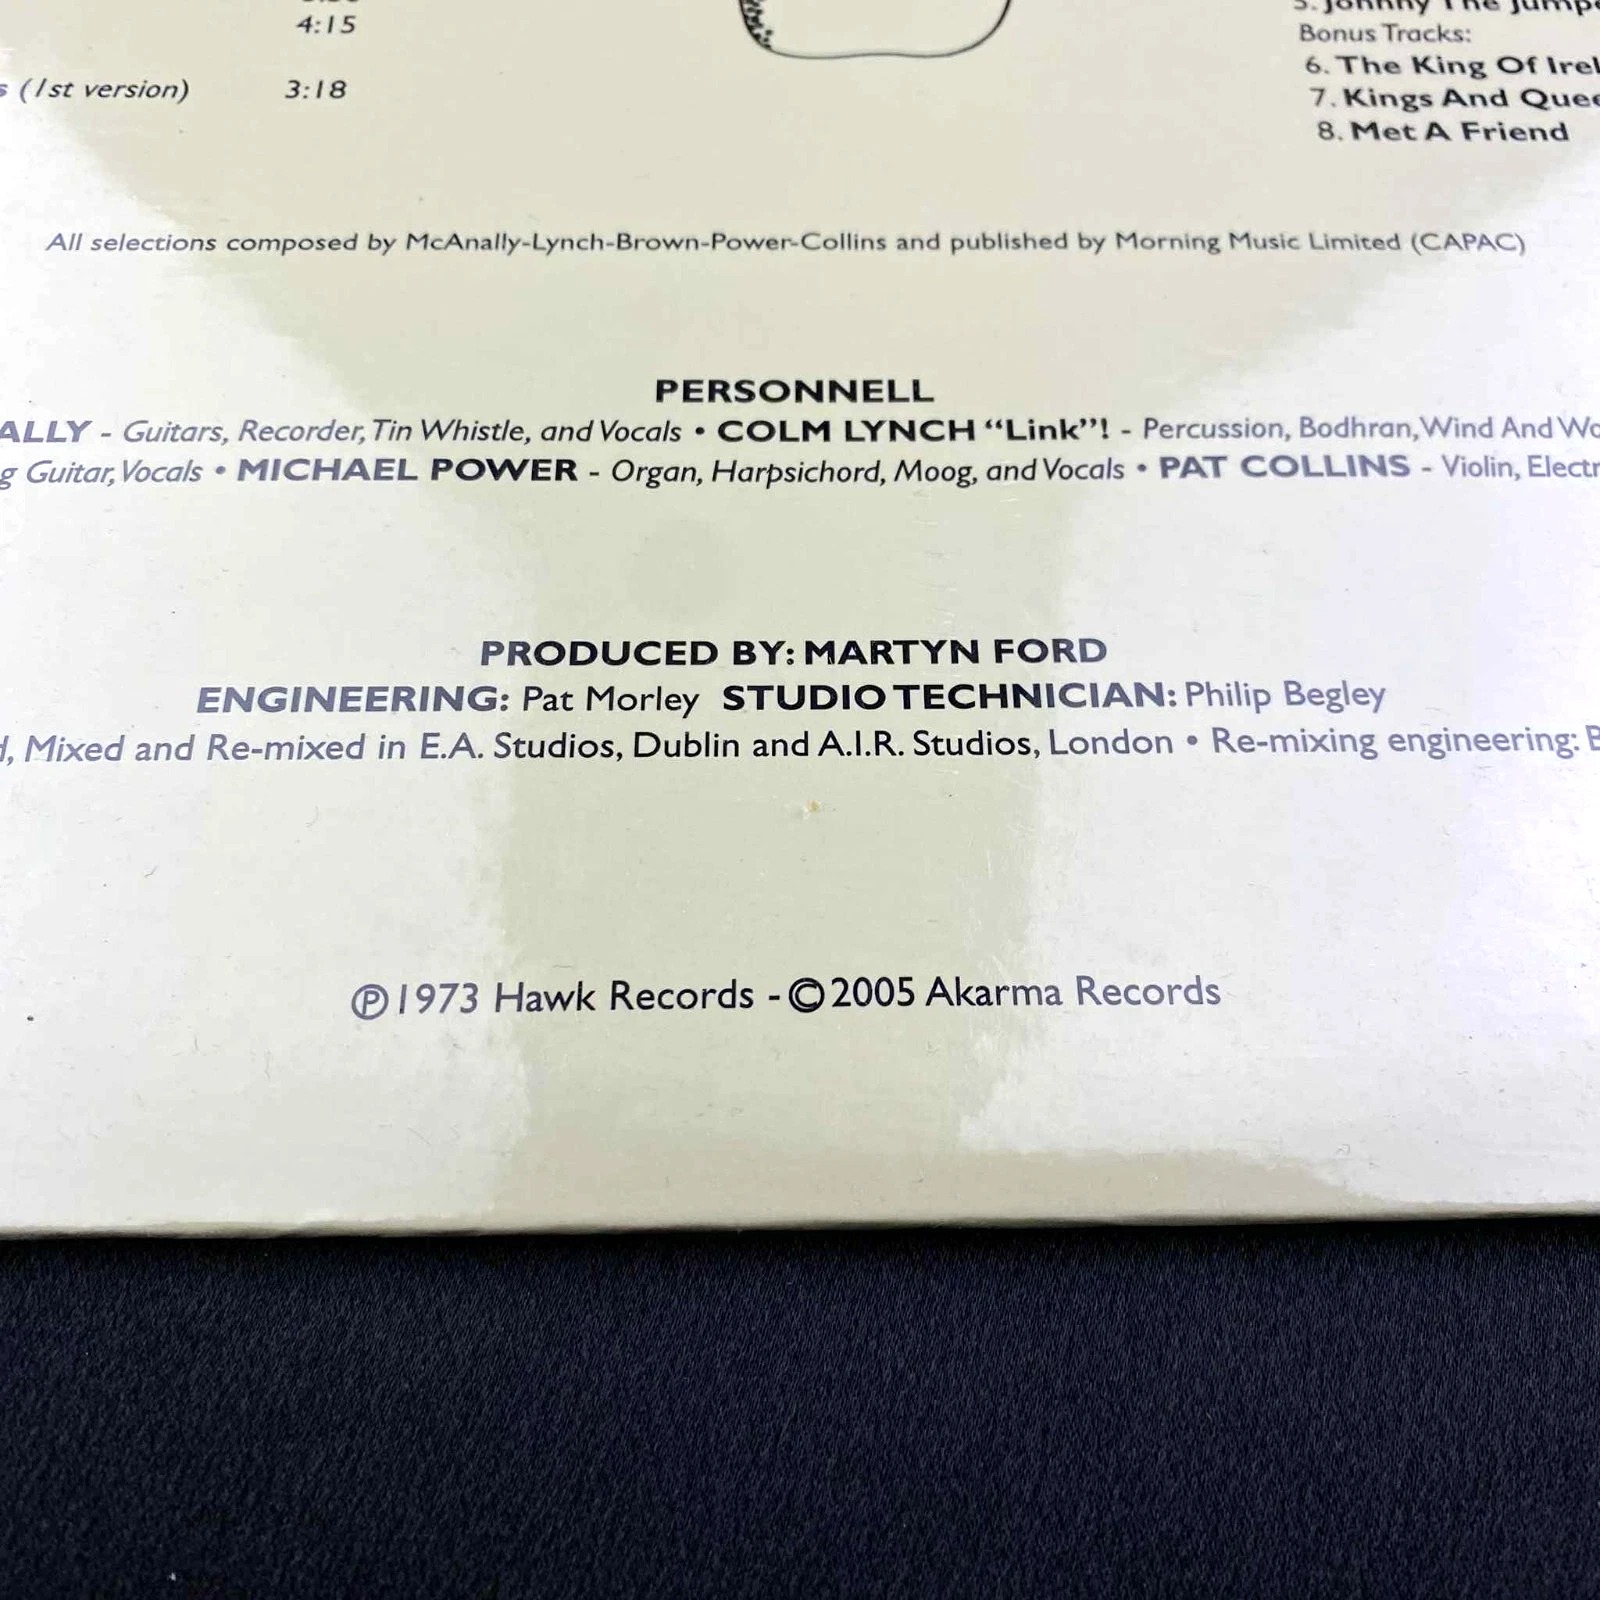 4:15
(1st version) 3:18
5. Johnny The
Bonus Tracks:
6. The King Of
7. Kings And
8. Met A Friend
All selections composed by McAnally-Lynch-Brown-Power-Collins and published by Morning Music Limited (CAPAC)
PERSONNELL
ALLY - Guitars, Recorder, Tin Whistle, and Vocals • COLM LYNCH "Link"! - Percussion, Bodhran, Wind And
Guitar, Vocals • MICHAEL POWER - Organ, Harpsichord, Moog, and Vocals • PAT COLLINS - Violin,
PRODUCED BY: MARTYN FORD
ENGINEERING: Pat Morley STUDIO TECHNICIAN: Philip Begley
, Mixed and Re-mixed in E.A. Studios, Dublin and A.I.R. Studios, London • Re-mixing engineering:
℗1973 Hawk Records - ©2005 Akarma Records